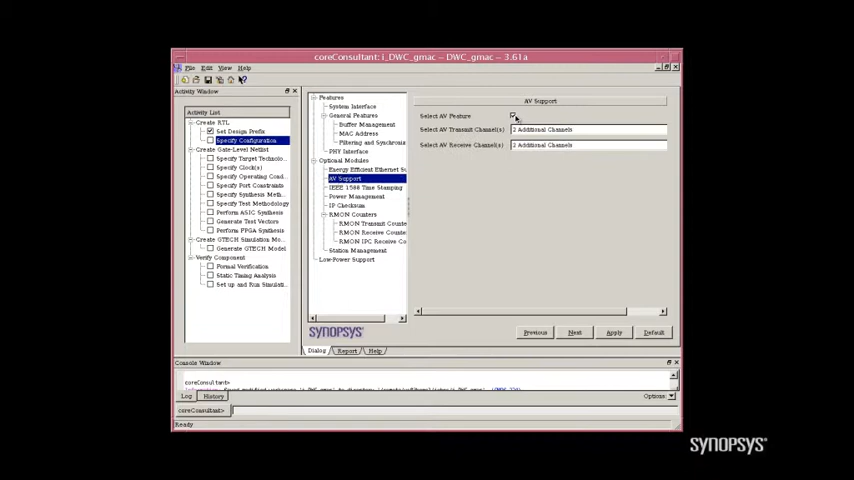 coreConsultant: i_DWC_gmac -- DWC_gmac -- 3.61a
File Edit View Help
Activity Window
Activity List
Create RTL
Set Design Prefix
Specify Configuration
Create Gate-Level Netlist
Specify Target Technolo...
Specify Clock(s)
Specify Operating Cond...
Specify Port Constraints
Specify Synthesis Meth...
Specify Test Methodology
Perform ASIC Synthesis
Generate Test Vectors
Perform FPGA Synthesis
Create GTECH Simulation Mo...
Generate GTECH Model
Verify Component
Formal Verification
Static Timing Analysis
Set up and Run Simulati...
Features
System Interface
General Features
Buffer Management
MAC Address
Filtering and Synchronis
PHY Interface
Optional Modules
Energy Efficient Ethernet Su
AV Support
IEEE 1588 Time Stamping
Power Management
IP Checksum
RMON Counters
RMON Transmit Counte
RMON Receive Counte
RMON IPC Receive Co
Station Management
Low-Power Support
SYNOPSYS
AV Support
Select AV Feature
Select AV Transmit Channel(s) 2 Additional Channels
Select AV Receive Channel(s) 2 Additional Channels
Previous Next Apply Default
Dialog Report Help
Console Window
coreConsultant>
Log History
Options:
coreConsultant>
Ready
SYNOPSYS